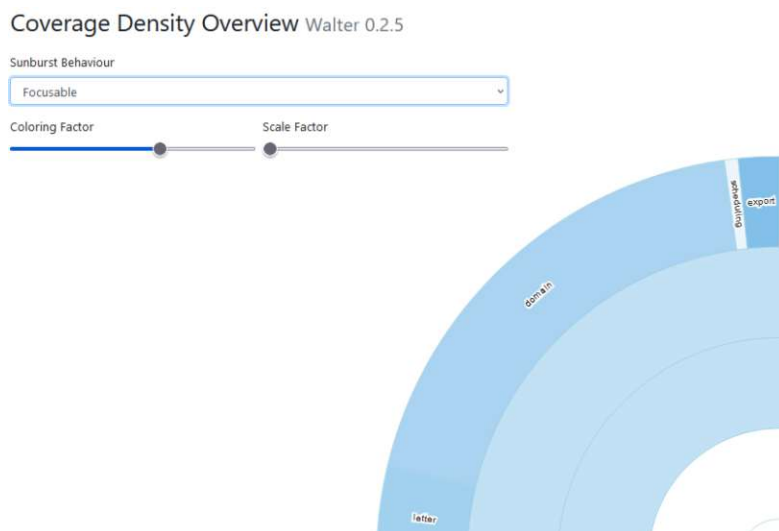 Coverage Density Overview Walter 0.2.5
Sunburst Behaviour
Focusable
Coloring Factor Scale Factor
scheduling
export
domain
letter